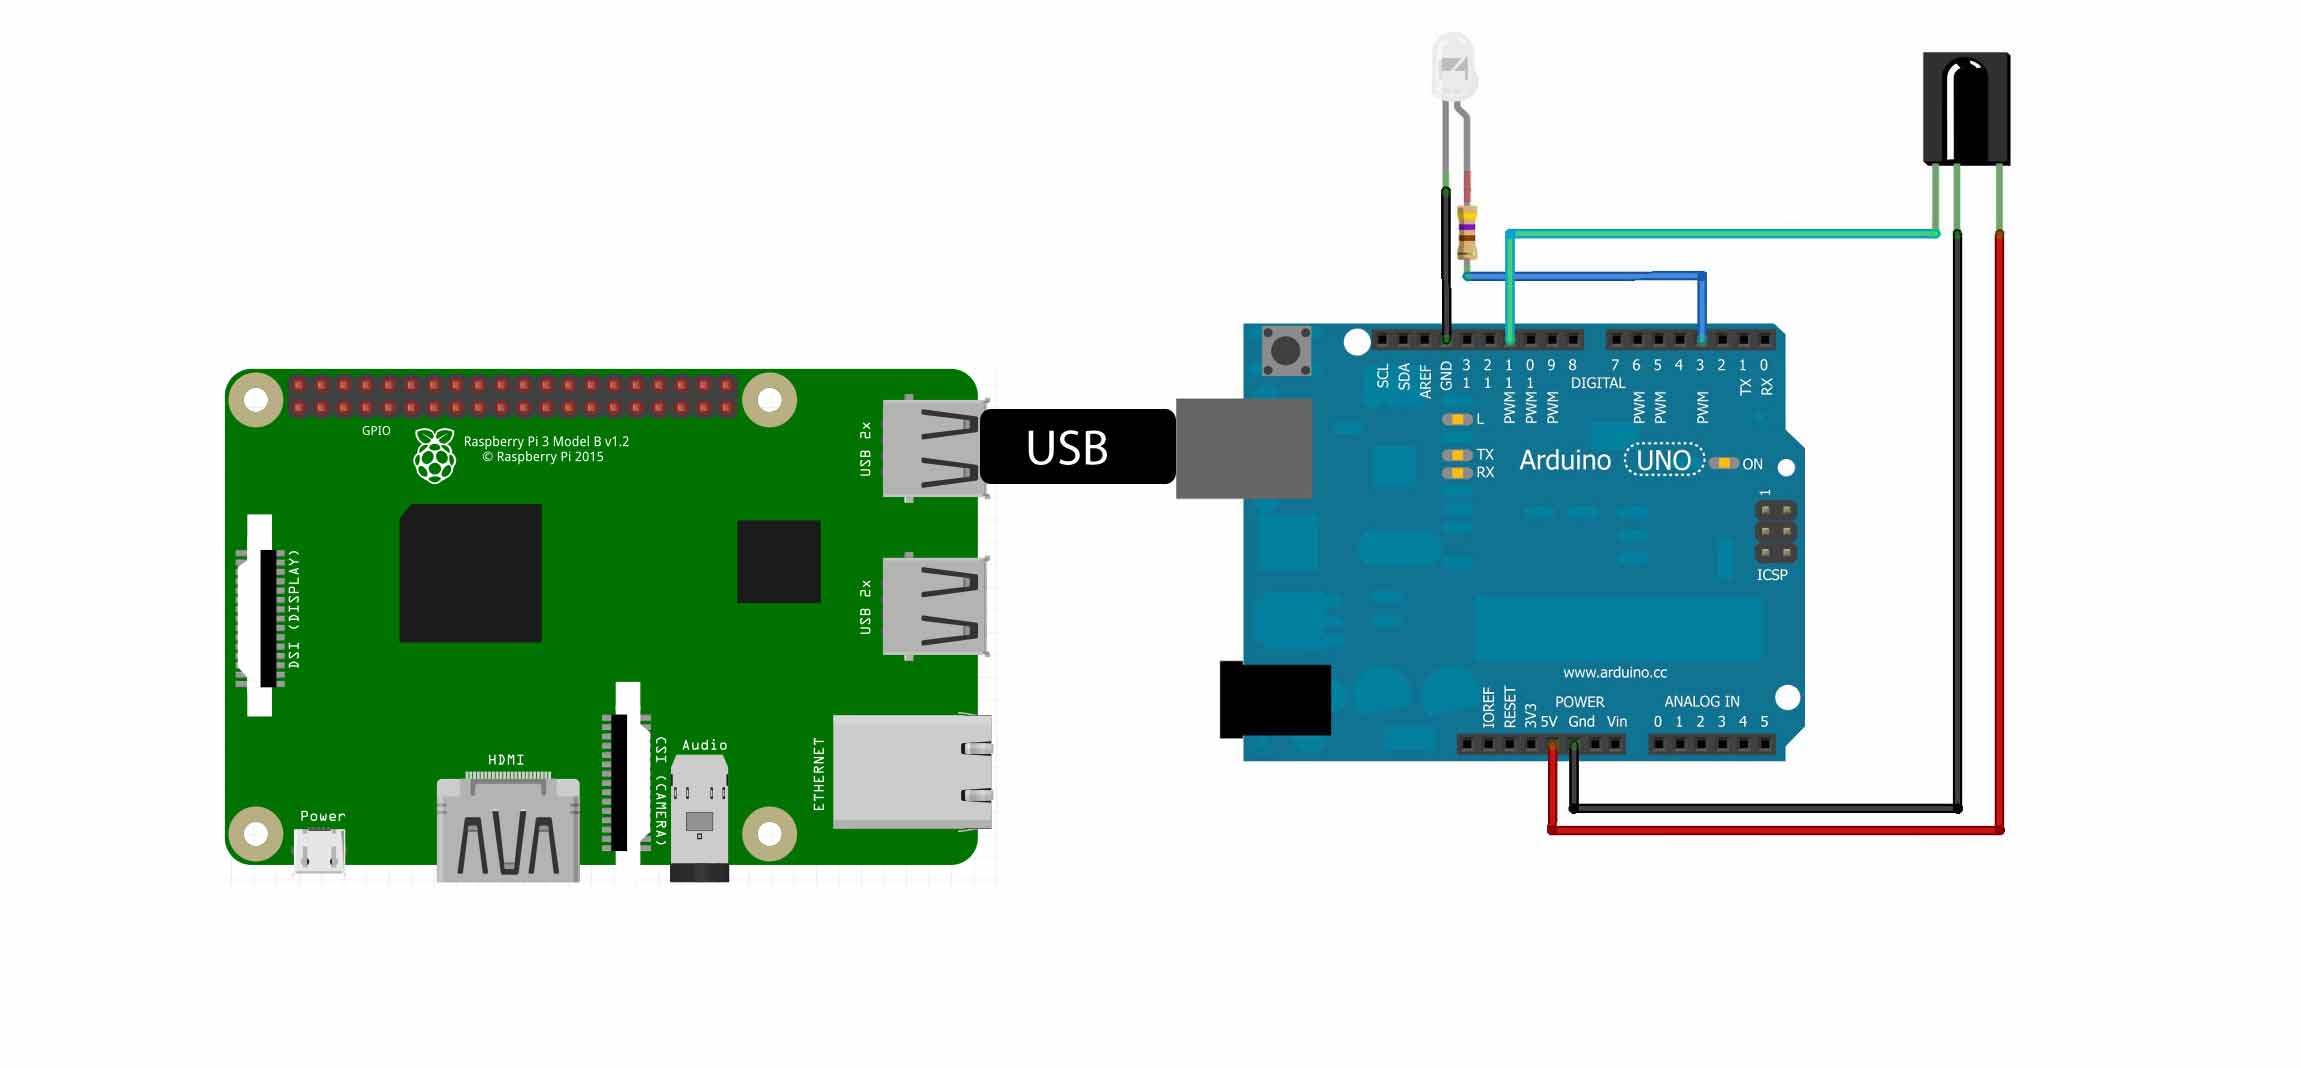 GPIO
Raspberry Pi 3 Model B v1.2
© Raspberry Pi 2015
USB 2x
USB 2x
DSI (DISPLAY)
ETHERNET
CSI (CAMERA)
Audio
HDMI
Power
USB
SCL
SDA
AREF
GND
13
12
PWM 11
PWM 10
PWM 9
8
DIGITAL
7
PWM 6
PWM 5
4
PWM 3
2
TX 1
RX 0
L
TX
RX
Arduino UNO
ON
1
ICSP
www.arduino.cc
POWER
ANALOG IN
IOREF
RESET
3V3
5V Gnd Vin
0 1 2 3 4 5